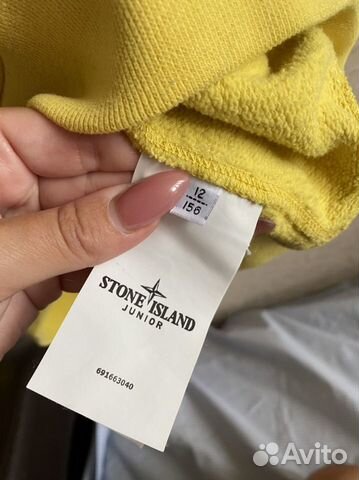 12
156
STONE ISLAND
JUNIOR
691663040
Avito